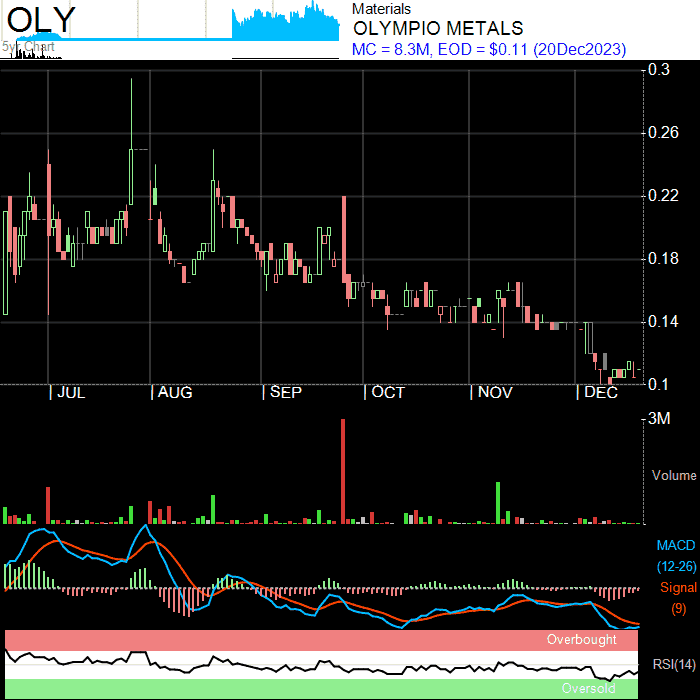 OLY
5yr Chart
Materials
OLYMPIO METALS
MC = 8.3M, EOD = $0.11 (20Dec2023)
0.3
0.26
0.22
0.18
0.14
0.1
| JUL | AUG | SEP | OCT | NOV | DEC
3M
Volume
MACD
(12-26)
Signal
(9)
Overbought
RSI(14)
Oversold